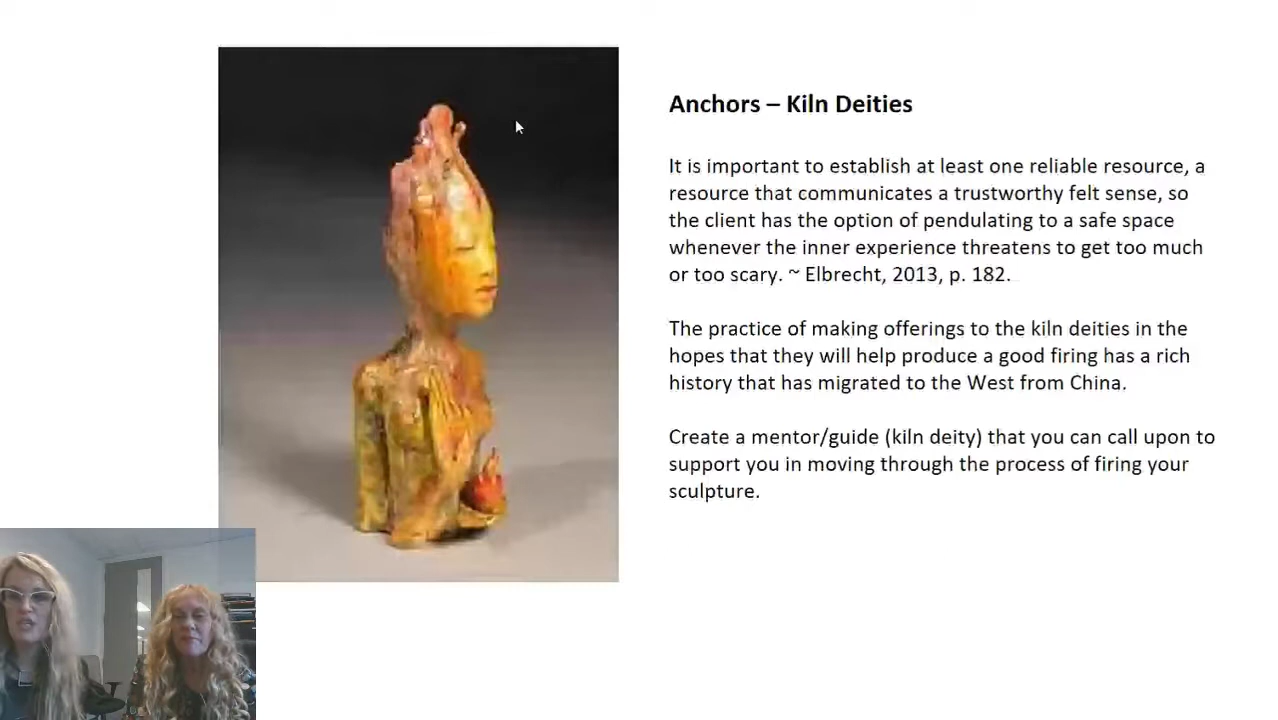 Anchors – Kiln Deities
It is important to establish at least one reliable resource, a
resource that communicates a trustworthy felt sense, so
the client has the option of pendulating to a safe space
whenever the inner experience threatens to get too much
or too scary. ~ Elbrecht, 2013, p. 182.
The practice of making offerings to the kiln deities in the
hopes that they will help produce a good firing has a rich
history that has migrated to the West from China.
Create a mentor/guide (kiln deity) that you can call upon to
support you in moving through the process of firing your
sculpture.